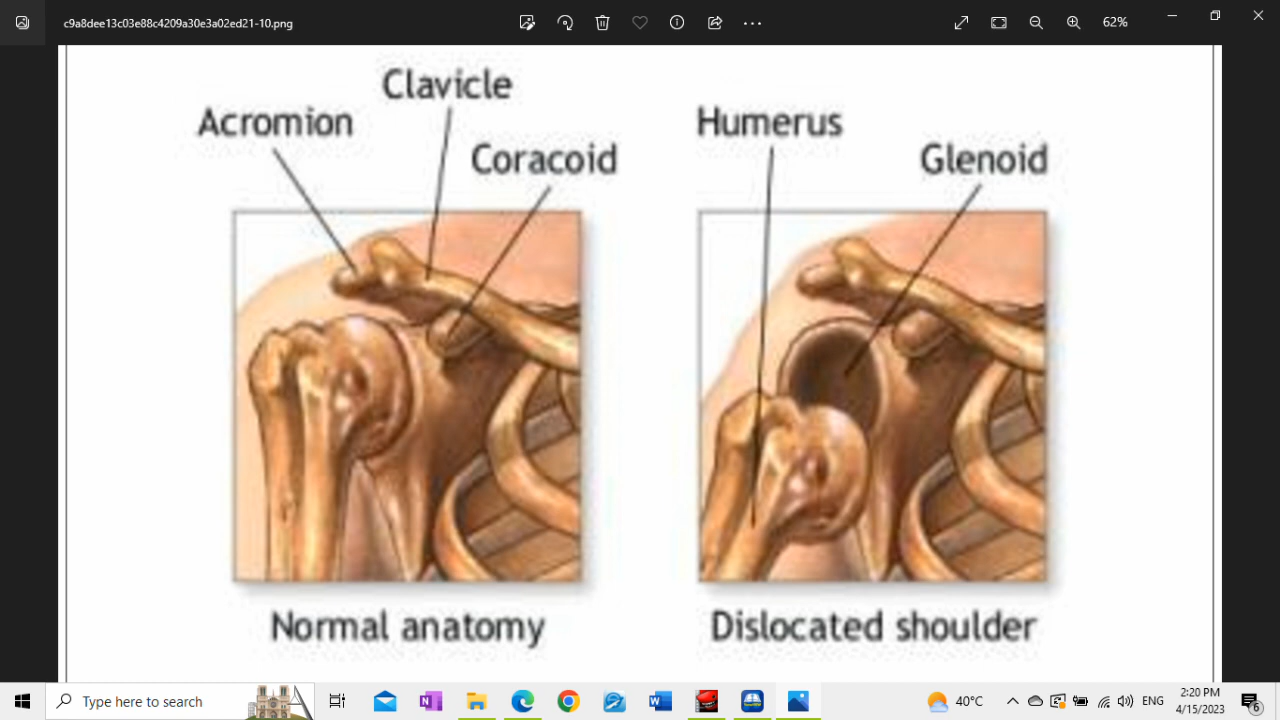 c9a8dee13c03e88c4209a30e3a02ed21-10.png
62%
Clavicle
Acromion
Humerus
Coracoid
Glenoid
Normal anatomy
Dislocated shoulder
Type here to search
40°C
ENG
2:20 PM
4/15/2023
6